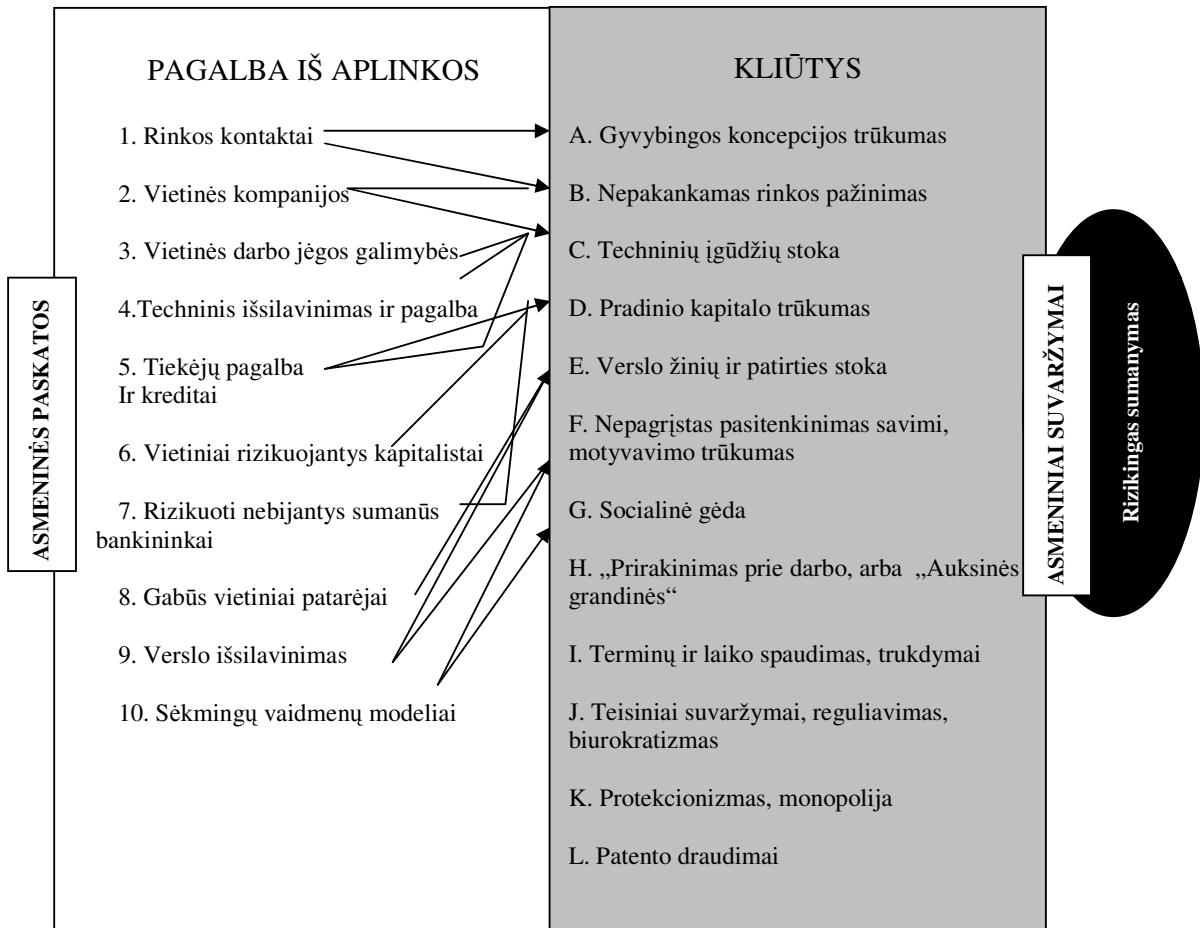 ASMENINĖS PASKATOS
PAGALBA IŠ APLINKOS
1. Rinkos kontaktai
2. Vietinės kompanijos
3. Vietinės darbo jėgos galimybės
4.Techninis išsilavinimas ir pagalba
5. Tiekėjų pagalba
Ir kreditai
6. Vietiniai rizikuojantys kapitalistai
7. Rizikuoti nebijantys sumanūs
bankininkai
8. Gabūs vietiniai patarėjai
9. Verslo išsilavinimas
10. Sėkmingų vaidmenų modeliai
KLIŪTYS
A. Gyvybingos koncepcijos trūkumas
B. Nepakankamas rinkos pažinimas
C. Techninių įgūdžių stoka
D. Pradinio kapitalo trūkumas
E. Verslo žinių ir patirties stoka
F. Nepagrįstas pasitenkinimas savimi,
motyvavimo trūkumas
G. Socialinė gėda
H. „Prirakinimas prie darbo, arba „Auksinės
grandinės“
I. Terminų ir laiko spaudimas, trukdymai
J. Teisiniai suvaržymai, reguliavimas,
biurokratizmas
K. Protekcionizmas, monopolija
L. Patento draudimai
ASMENINIAI SUVARŽYMAI
Rizikingas sumanymas